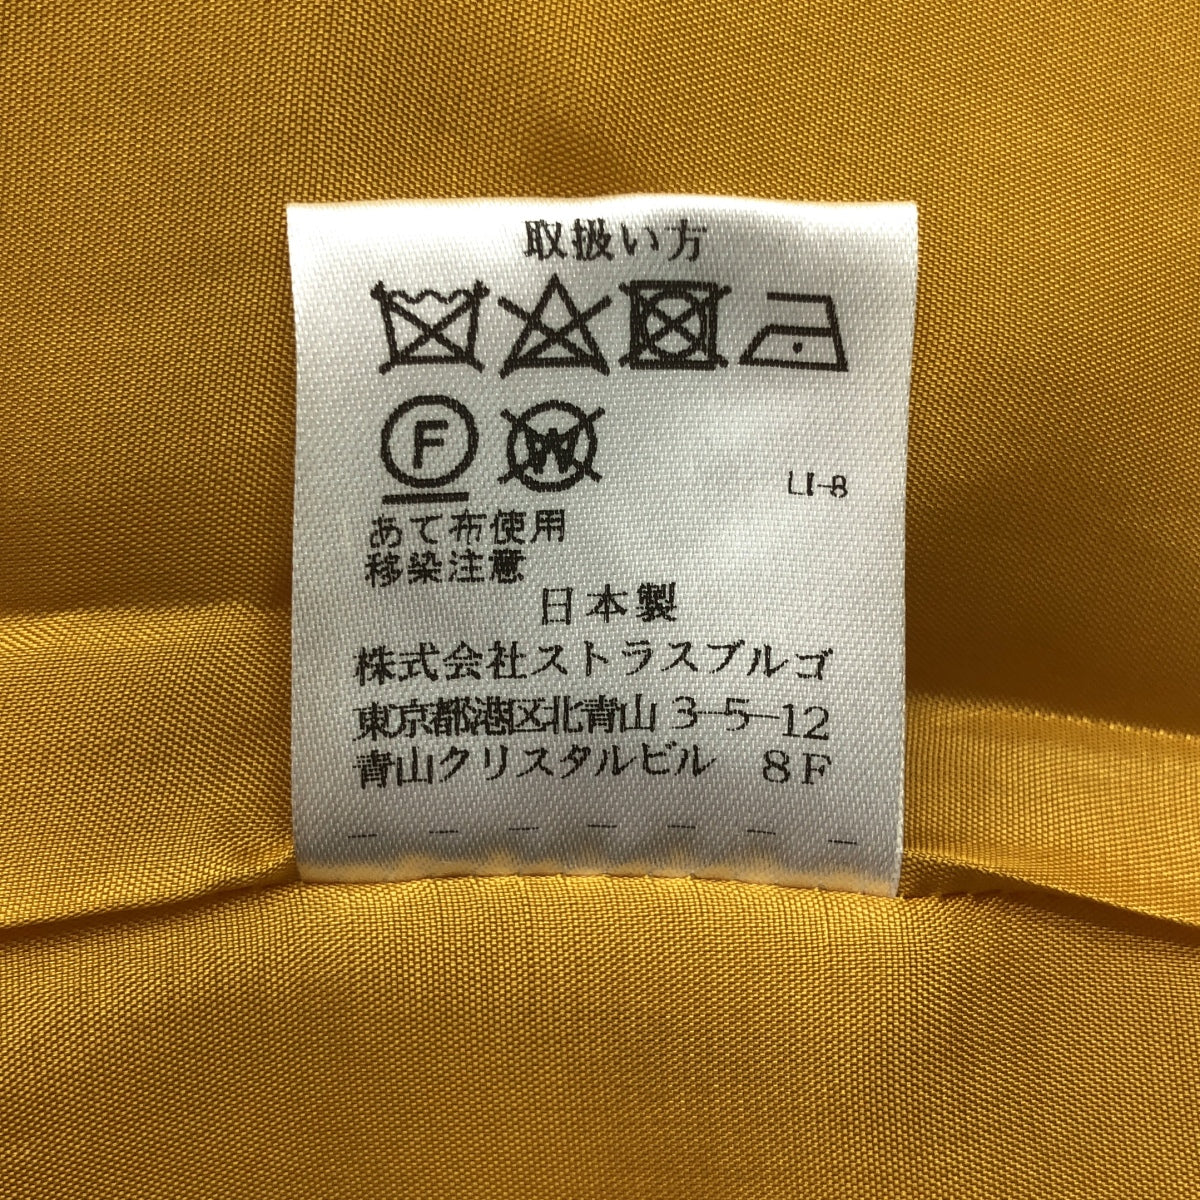 取扱い方
F W
LI-8
あて布使用
移染注意
日本製
株式会社ストラスブルゴ
東京都港区北青山 3-5-12
青山クリスタルビル 8F